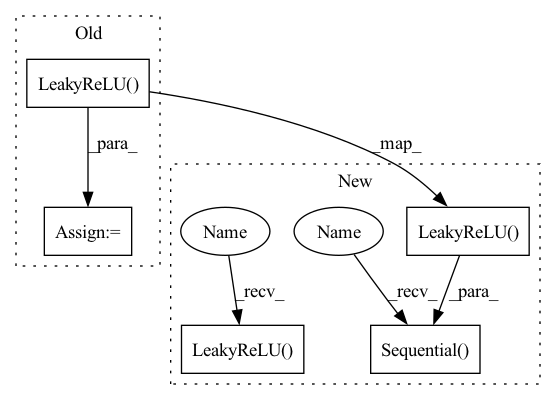 Old
LeakyReLU()
_para_
_map_
Assign:=
New
Name
Name
LeakyReLU()
_recv_
_recv_
_para_
LeakyReLU()
Sequential()